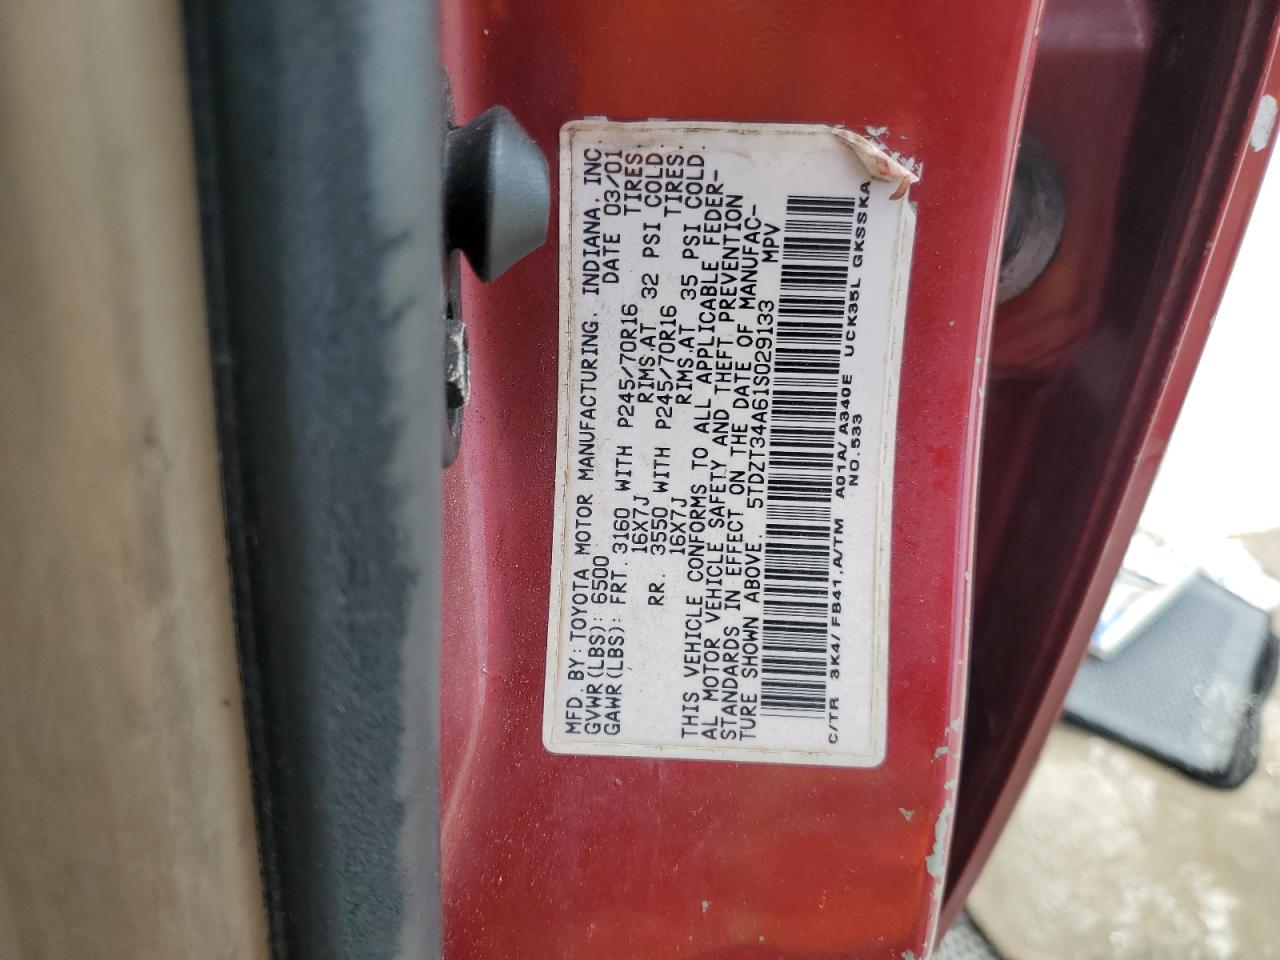 MFD. BY: TOYOTA MOTOR MANUFACTURING, INDIANA, INC.
GVWR(LBS): 6500 DATE 03/01
GAWR(LBS): FRT. 3160 WITH P245/70R16 TIRES
16X7J RIMS,AT 32 PSI COLD.
RR. 3550 WITH P245/70R16 TIRES.
16X7J RIMS,AT 35 PSI COLD.
THIS VEHICLE CONFORMS TO ALL APPLICABLE FEDER-
AL MOTOR VEHICLE SAFETY AND THEFT PREVENTION
STANDARDS IN EFFECT ON THE DATE OF MANUFAC-
TURE SHOWN ABOVE. 5TDZT34A61S029133 MPV
C/TR 3K4/ FB41.A/TM A01A/ A340E UCK35L GKSSKA
NO.533